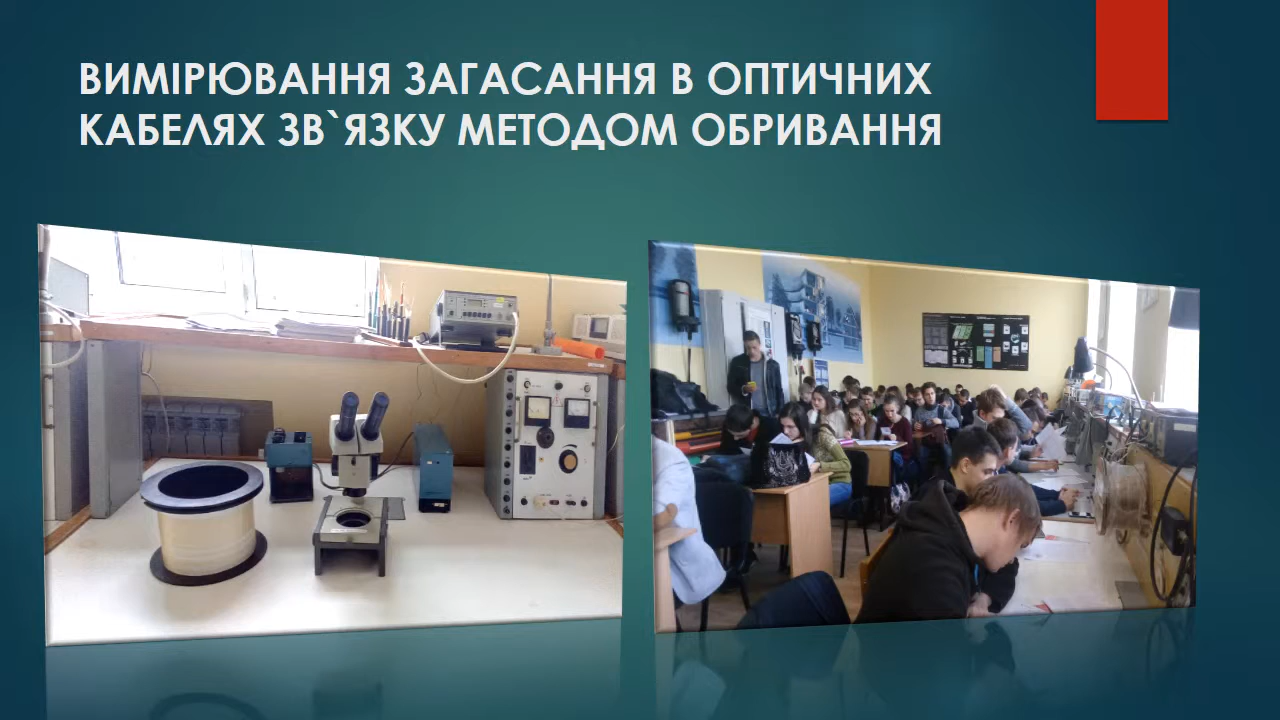 ВИМІРЮВАННЯ ЗАГАСАННЯ В ОПТИЧНИХ
КАБЕЛЯХ ЗВ`ЯЗКУ МЕТОДОМ ОБРИВАННЯ